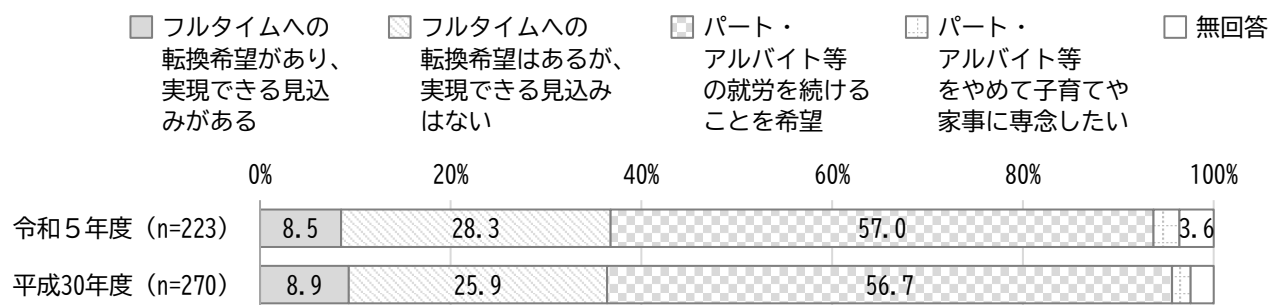 フルタイムへの
転換希望があり、
実現できる見込
みがある
フルタイムへの
転換希望はあるが、
実現できる見込み
はない
パート・
アルバイト等
の就労を続ける
ことを希望
パート・
アルバイト等
をやめて子育てや
家事に専念したい
無回答
0% 20% 40% 60% 80% 100%
令和５年度（n=223） 8.5 28.3 57.0 3.6
平成30年度（n=270） 8.9 25.9 56.7